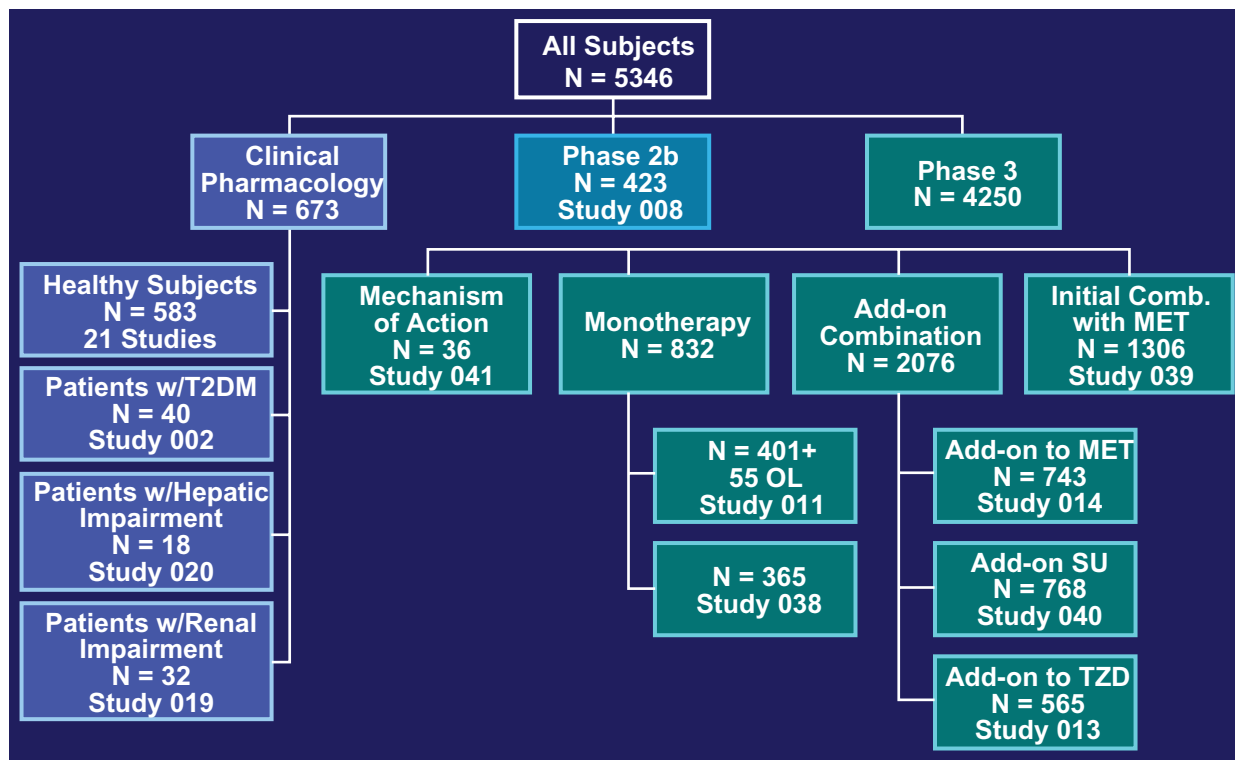 All Subjects
N = 5346
Clinical
Pharmacology
N = 673
Phase 2b
N = 423
Study 008
Phase 3
N = 4250
Healthy Subjects
N = 583
21 Studies
Patients w/T2DM
N = 40
Study 002
Patients w/Hepatic
Impairment
N = 18
Study 020
Patients w/Renal
Impairment
N = 32
Study 019
Mechanism
of Action
N = 36
Study 041
Monotherapy
N = 832
Add-on
Combination
N = 2076
Initial Comb.
with MET
N = 1306
Study 039
N = 401+
55 OL
Study 011
N = 365
Study 038
Add-on to MET
N = 743
Study 014
Add-on SU
N = 768
Study 040
Add-on to TZD
N = 565
Study 013